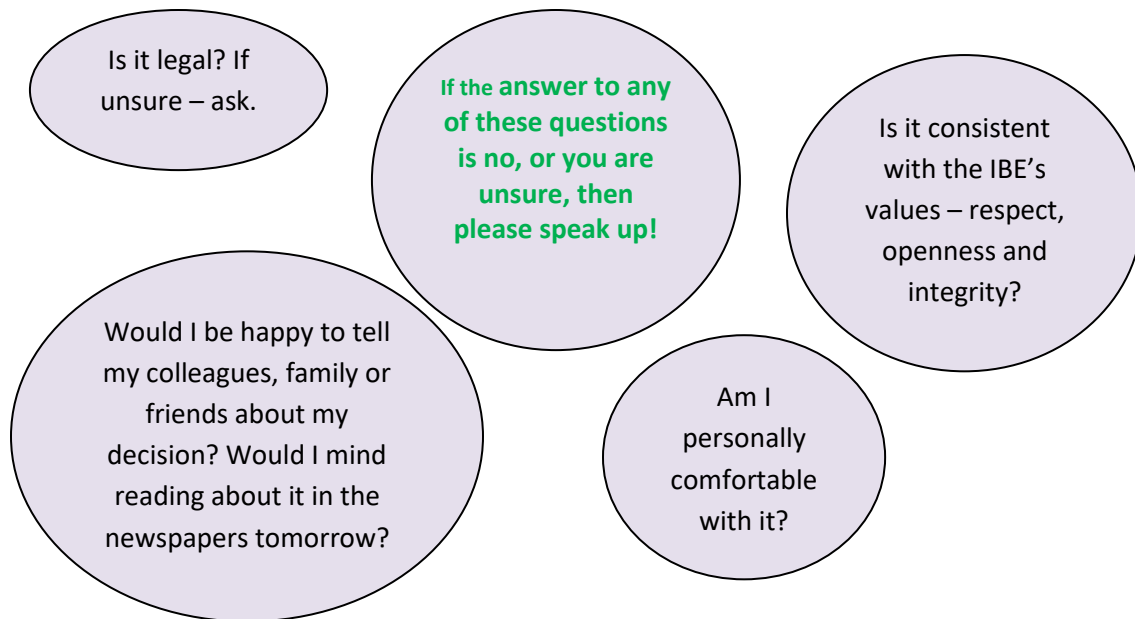 Is it legal? If
unsure – ask.
If the answer to any
of these questions
is no, or you are
unsure, then
please speak up!
Is it consistent
with the IBE’s
values – respect,
openness and
integrity?
Would I be happy to tell
my colleagues, family or
friends about my
decision? Would I mind
reading about it in the
newspapers tomorrow?
Am I
personally
comfortable
with it?